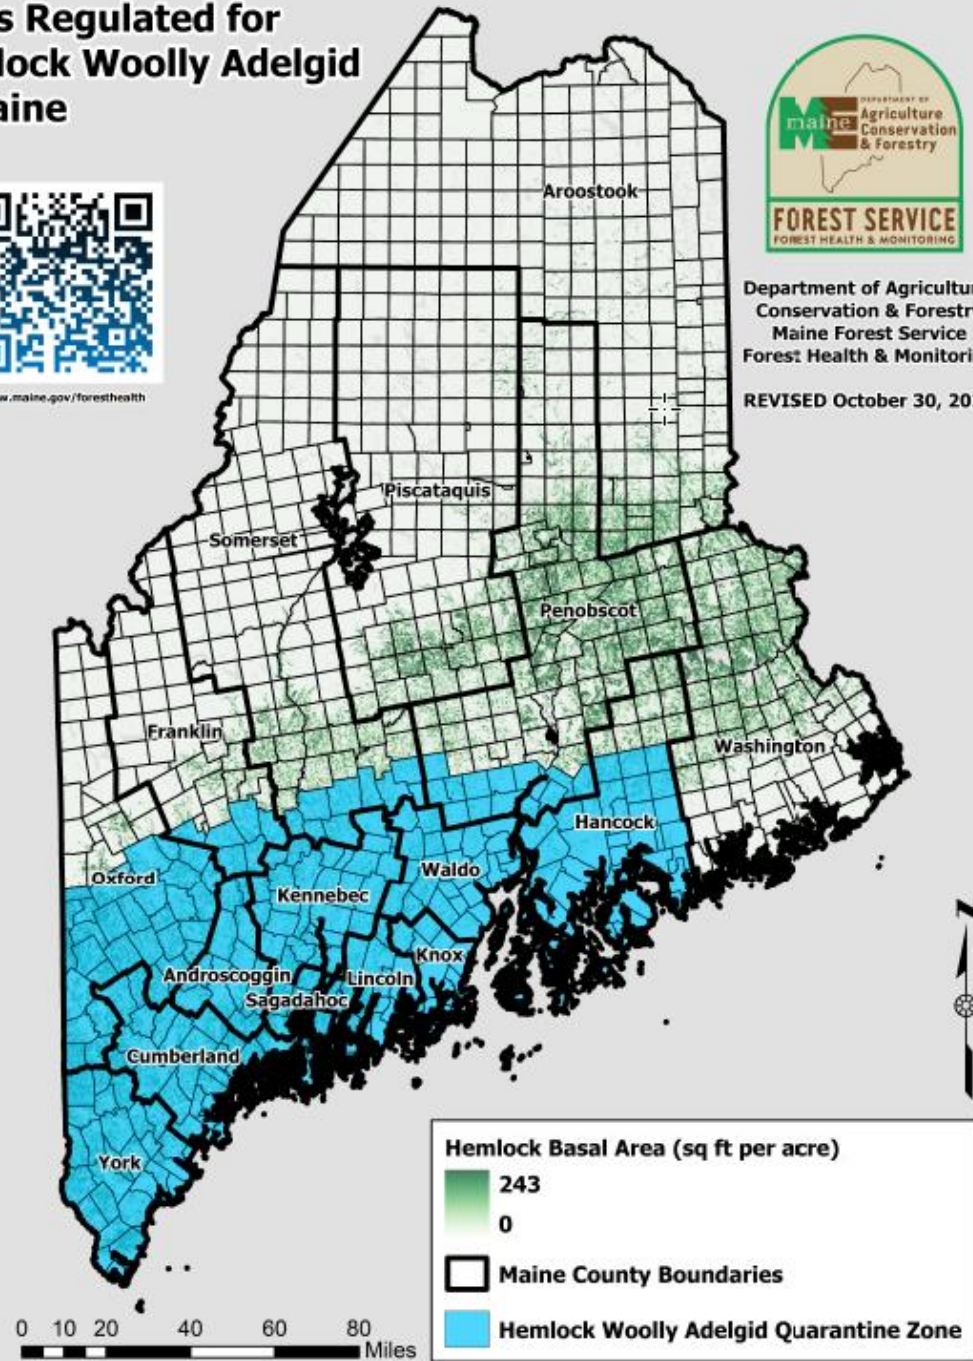 s Regulated for
lock Woolly Adelgid
aine
w.maine.gov/foresthealth
maine
DEPARTMENT OF
Agriculture
Conservation
& Forestry
FOREST SERVICE
FOREST HEALTH & MONITORING
Department of Agricultur
Conservation & Forestry
Maine Forest Service
Forest Health & Monitori
REVISED October 30, 20
Aroostook
Piscataquis
Somerset
Penobscot
Franklin
Washington
Hancock
Oxford
Waldo
Kennebec
Knox
Androscoggin
Lincoln
Sagadahoc
Cumberland
York
Hemlock Basal Area (sq ft per acre)
243
0
Maine County Boundaries
Hemlock Woolly Adelgid Quarantine Zone
0 10 20 40 60 80 Miles